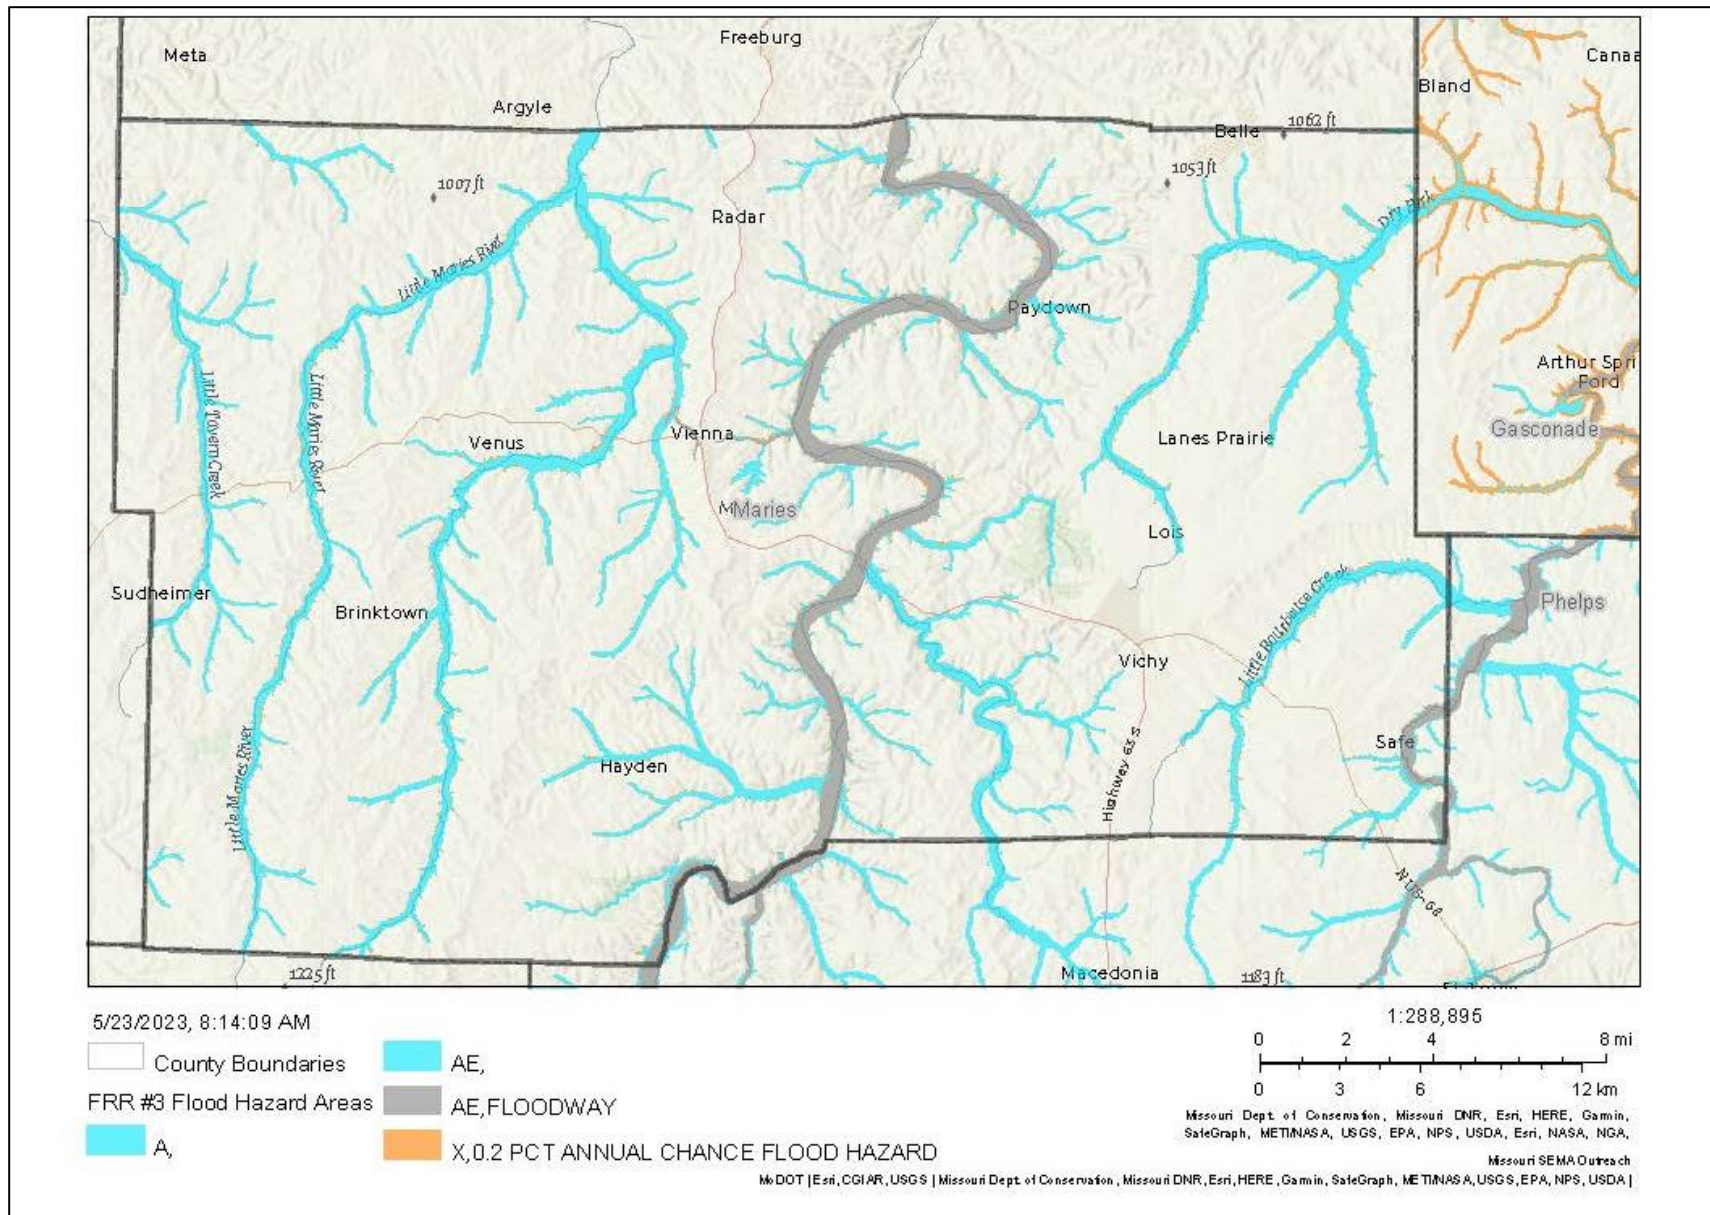 Meta
Freeburg
Canaa
Bland
Argyle
1062 ft
Belle
1053 ft
1007 ft
Radar
Dry Fork
Little Maries River
Paydown
Arthur Spri
Ford
Little Tavern Creek
Little Maries River
Gasconade
Venus
Vienna
Lanes Prairie
MMaries
Lois
Sudheimer
Brinktown
Little Bourbeuse Creek
Phelps
Vichy
Little Maries River
Hayden
Highway 63 S
Safe
N US-68
1225 ft
Macedonia
1183 ft
5/23/2023, 8:14:09 AM
County Boundaries
FRR #3 Flood Hazard Areas
A,
AE,
AE,FLOODWAY
X,0.2 PCT ANNUAL CHANCE FLOOD HAZARD
1:288,895
0 2 4 8 mi
0 3 6 12 km
Missouri Dept. of Conservation, Missouri DNR, Esri, HERE, Garmin,
SafeGraph, METI/NASA, USGS, EPA, NPS, USDA, Esri, NASA, NGA,
Missouri SEMA Outreach
MoDOT | Esri, CGIAR, USGS | Missouri Dept. of Conservation, Missouri DNR, Esri, HERE, Garmin, SafeGraph, METI/NASA, USGS, EPA, NPS, USDA |